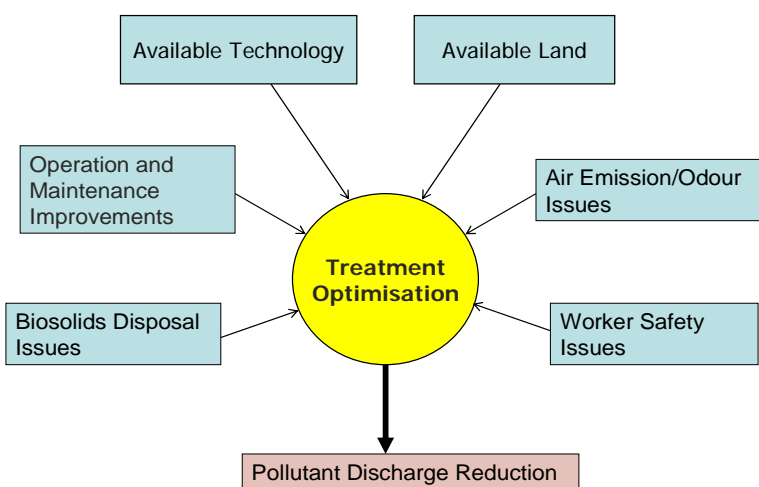 Available Technology
Available Land
Operation and
Maintenance
Improvements
Air Emission/Odour
Issues
Treatment
Optimisation
Biosolids Disposal
Issues
Worker Safety
Issues
Pollutant Discharge Reduction